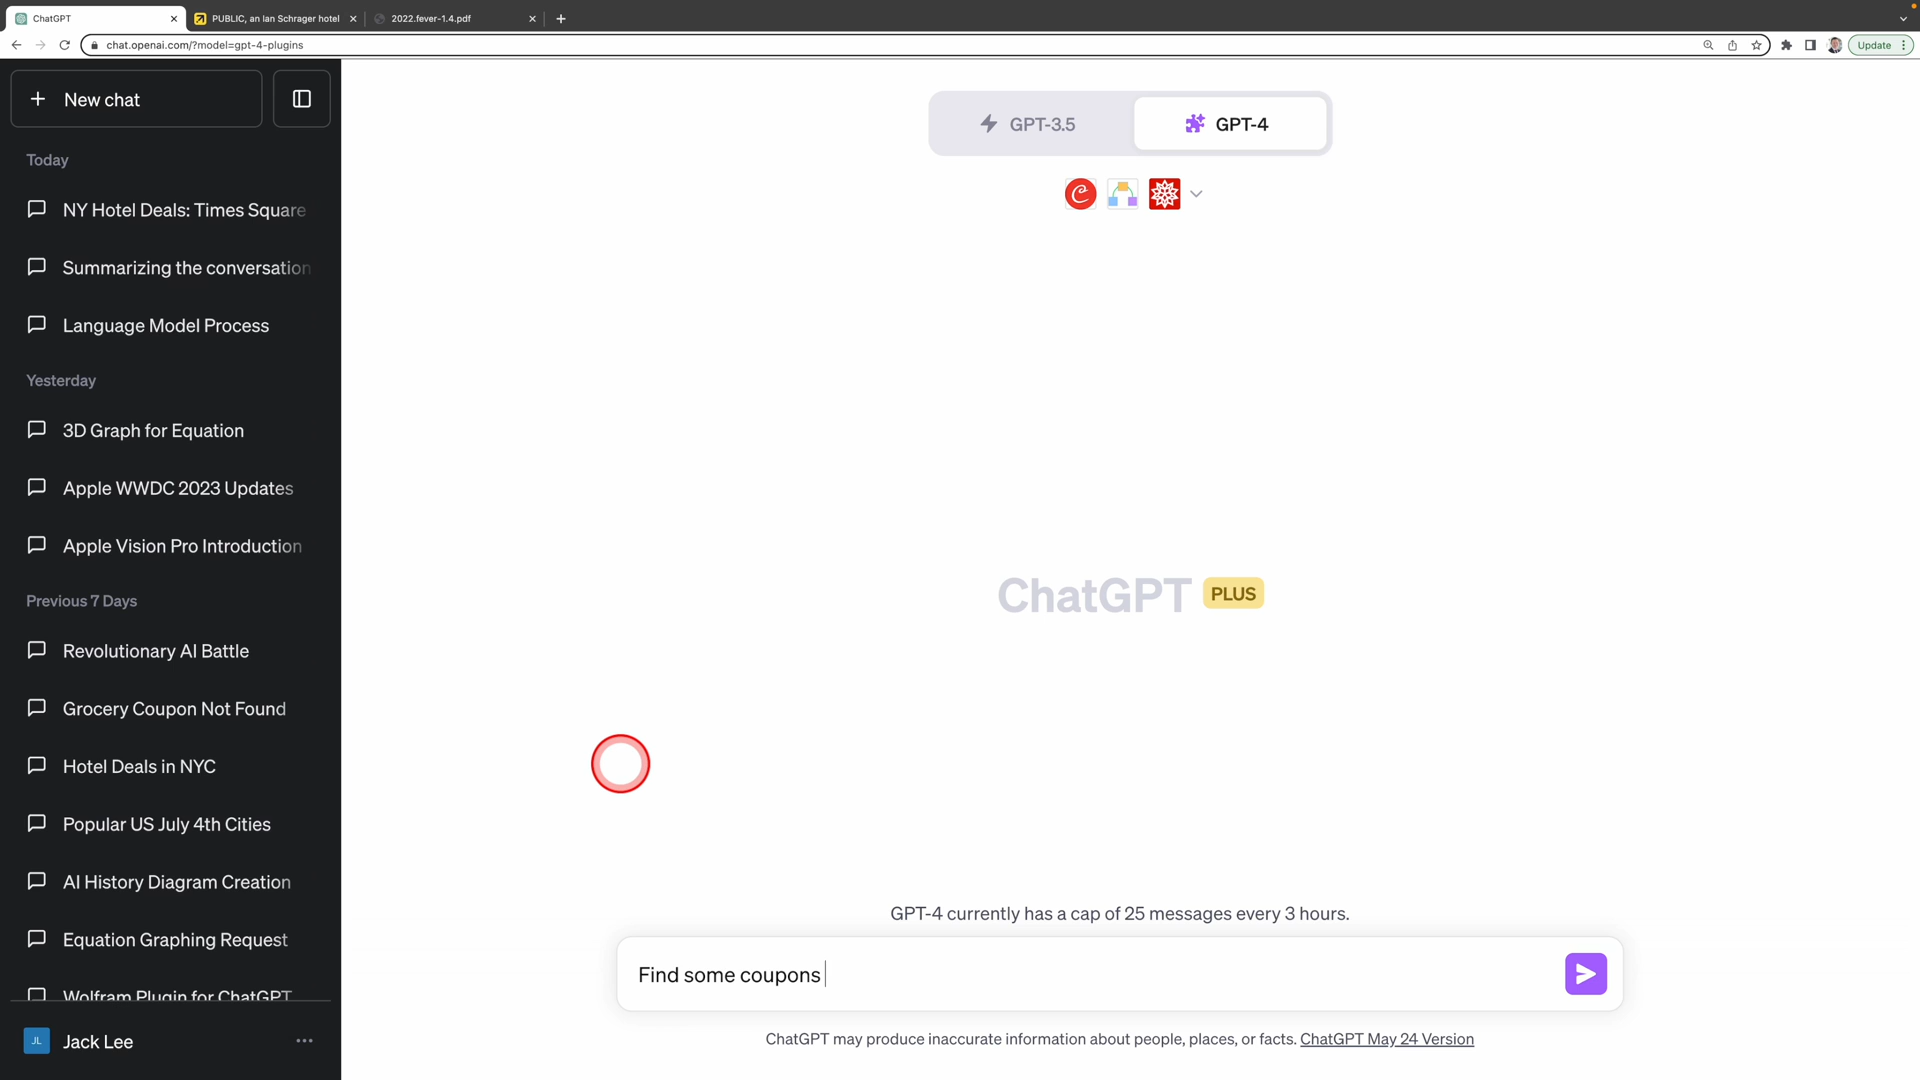 ChatGPT
PUBLIC, an Ian Schrager hotel
2022.fever-1.4.pdf
chat.openai.com/?model=gpt-4-plugins
Update
New chat
Today
NY Hotel Deals: Times Square
Summarizing the conversation
Language Model Process
Yesterday
3D Graph for Equation
Apple WWDC 2023 Updates
Apple Vision Pro Introduction
Previous 7 Days
Revolutionary AI Battle
Grocery Coupon Not Found
Hotel Deals in NYC
Popular US July 4th Cities
AI History Diagram Creation
Equation Graphing Request
Wolfram Plugin for ChatGPT
JL
Jack Lee
GPT-3.5
GPT-4
ChatGPT PLUS
GPT-4 currently has a cap of 25 messages every 3 hours.
Find some coupons
ChatGPT may produce inaccurate information about people, places, or facts. ChatGPT May 24 Version